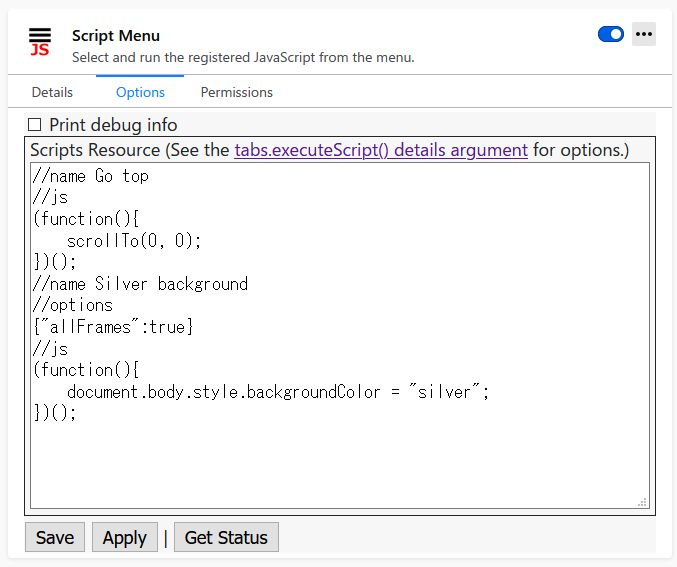 JS
Script Menu
Select and run the registered JavaScript from the menu.
Details Options Permissions
Print debug info
Scripts Resource (See the tabs.executeScript() details argument for options.)
//name Go top
//js
(function(){
    scrollTo(0, 0);
})();
//name Silver background
//options
{"allFrames":true}
//js
(function(){
    document.body.style.backgroundColor = "silver";
})();
Save Apply | Get Status